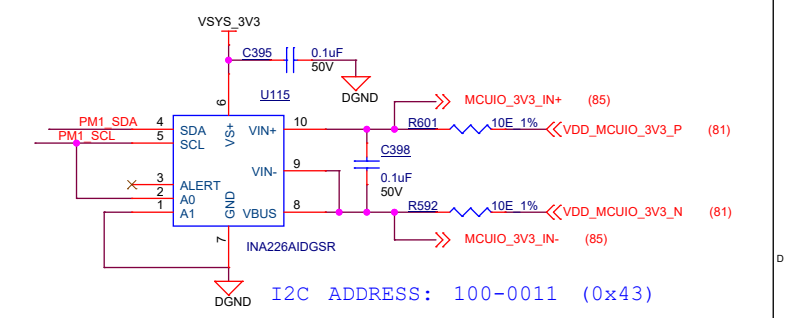 VSYS_3V3
C395
0.1uF
50V
DGND
U115
6
VS+
PM1_SDA
4
SDA
PM1_SCL
5
SCL
3
ALERT
2
A0
1
A1
GND
7
VIN+
10
VIN-
9
VBUS
8
INA226AIDGSR
DGND
MCUIO_3V3_IN+ (85)
R601
10E_1%
VDD_MCUIO_3V3_P (81)
C398
0.1uF
50V
R592
10E_1%
VDD_MCUIO_3V3_N (81)
MCUIO_3V3_IN- (85)
I2C ADDRESS: 100-0011 (0x43)
D